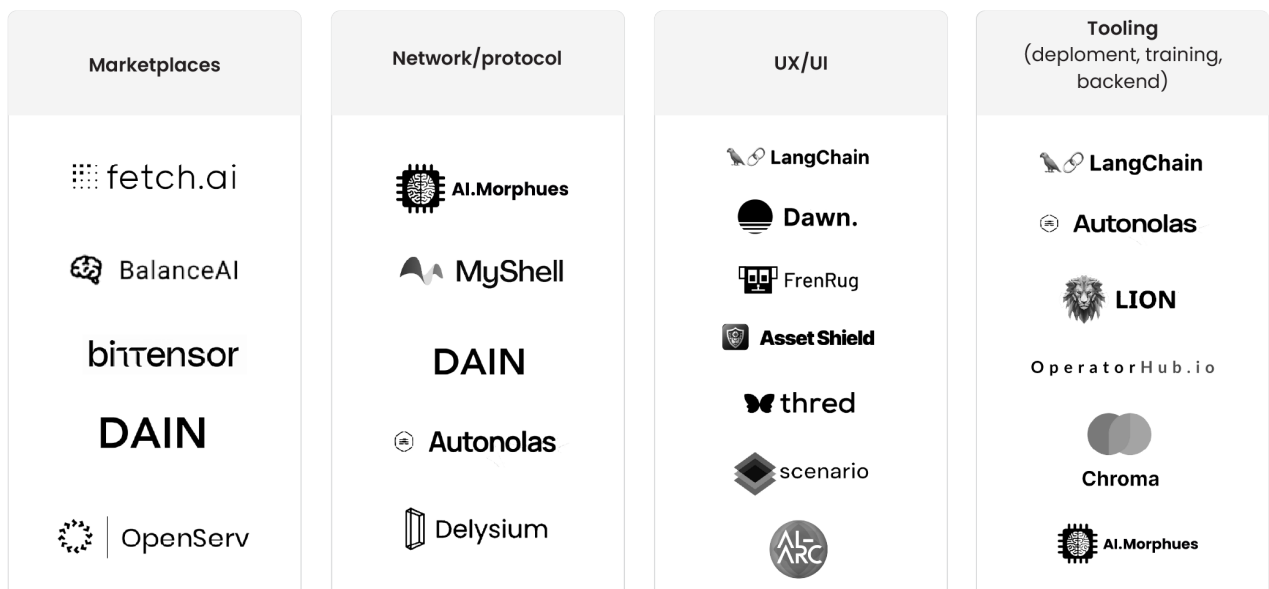 Marketplaces
fetch.ai
BalanceAI
bittensor
DAIN
OpenServ
Network/protocol
AI.Morphues
MyShell
DAIN
Autonolas
Delysium
UX/UI
LangChain
Dawn.
FrenRug
Asset Shield
thred
scenario
AI-
ARC
Tooling
(deploment, training,
backend)
LangChain
Autonolas
LION
OperatorHub.io
Chroma
AI.Morphues